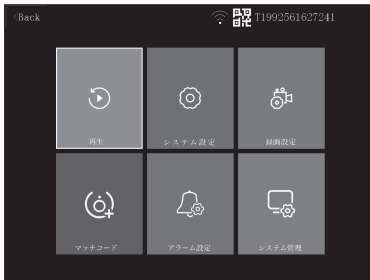 <Back
T1992561627241
再生
システム設定
録画設定
マッチコード
アラーム設定
システム管理